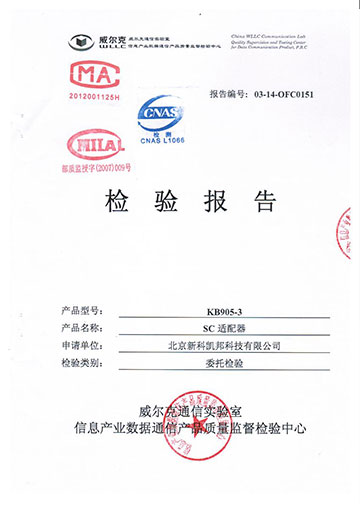 威尔克
WLLC
威尔克通信实验室
信息产业数据通信产品质量监督检验中心
China WLLC Communication Lab
Quality Supervision and Testing Center
for Data Communication Product, P.R.C
MA
2012001125H
CNAS
检 测
CNAS L1066
报告编号: 03-14-OFC0151
部质监授字(2007)009号
检 验 报 告
产品型号: KB905-3
产品名称: SC 适配器
申请单位: 北京新科凯邦科技有限公司
检验类别: 委托检验
威尔克通信实验室
信息产业数据通信产品质量监督检验中心